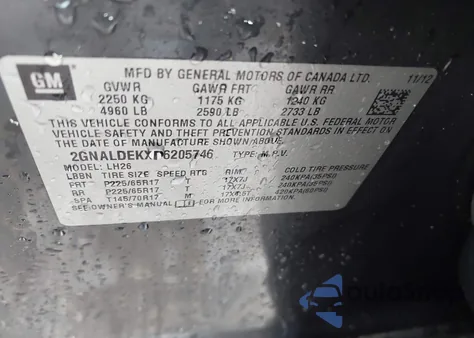 GM
MFD BY GENERAL MOTORS OF CANADA LTD. 11/12
GVWR GAWR FRT GAWR RR
2250 KG 1175 KG 1240 KG
4960 LB 2590 LB 2733 LB
THIS VEHICLE CONFORMS TO ALL APPLICABLE U.S. FEDERAL MOTOR
VEHICLE SAFETY AND THEFT PREVENTION STANDARDS IN EFFECT
ON THE DATE OF MANUFACTURE SHOWN ABOVE.
2GNALDEKXD6205746 TYPE: M.P.V.
MODEL: LH26
LBBN TIRE SIZE SPEED RTG RIM COLD TIRE PRESSURE
FRT P225/65R17 T 17X7J 240KPA(35PSI)
RR P225/65R17 T 17X7J 240KPA(35PSI)
SPA T145/70R17 M 420KPA(60PSI)
SEE OWNER'S MANUAL FOR MORE INFORMATION